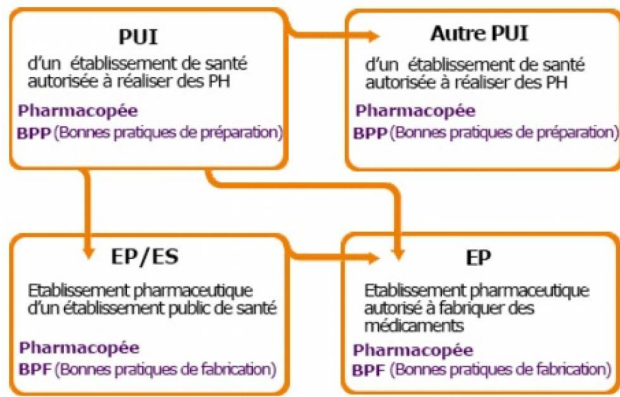 PUI
d'un établissement de santé
autorisée à réaliser des PH
Pharmacopée
BPP (Bonnes pratiques de préparation)
Autre PUI
d'un établissement de santé
autorisée à réaliser des PH
Pharmacopée
BPP (Bonnes pratiques de préparation)
EP/ES
Etablissement pharmaceutique
d'un établissement public de santé
Pharmacopée
BPF (Bonnes pratiques de fabrication)
EP
Etablissement pharmaceutique
autorisé à fabriquer des
médicaments
Pharmacopée
BPF (Bonnes pratiques de fabrication)